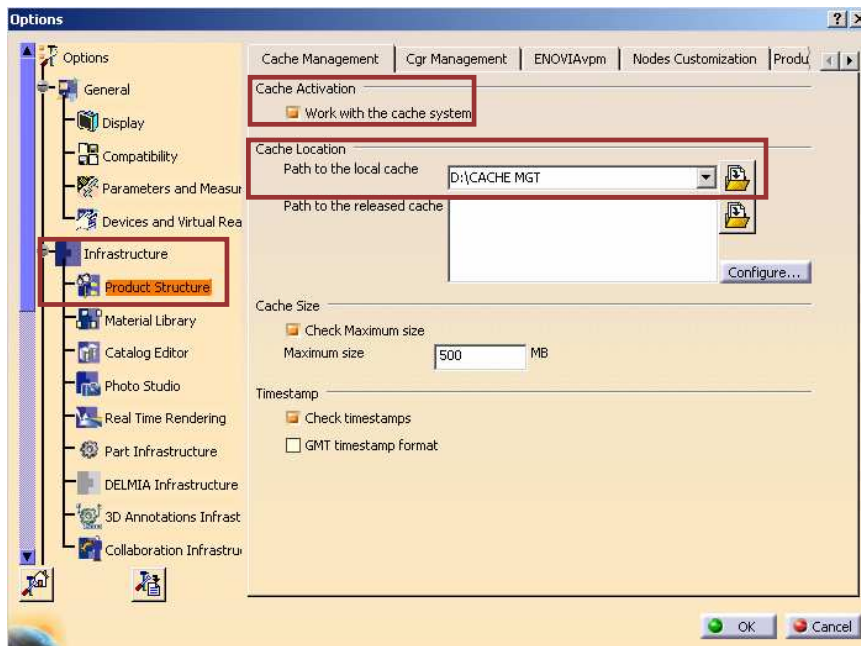 Options
Options
General
Display
Compatibility
Parameters and Measur
Devices and Virtual Rea
Infrastructure
Product Structure
Material Library
Catalog Editor
Photo Studio
Real Time Rendering
Part Infrastructure
DELMIA Infrastructure
3D Annotations Infrast
Collaboration Infrastru
Cache Management Cgr Management ENOVIAvpm Nodes Customization Produ
Cache Activation
Work with the cache system
Cache Location
Path to the local cache D:\CACHE MGT
Path to the released cache
Configure...
Cache Size
Check Maximum size
Maximum size 500 MB
Timestamp
Check timestamps
GMT timestamp format
OK Cancel